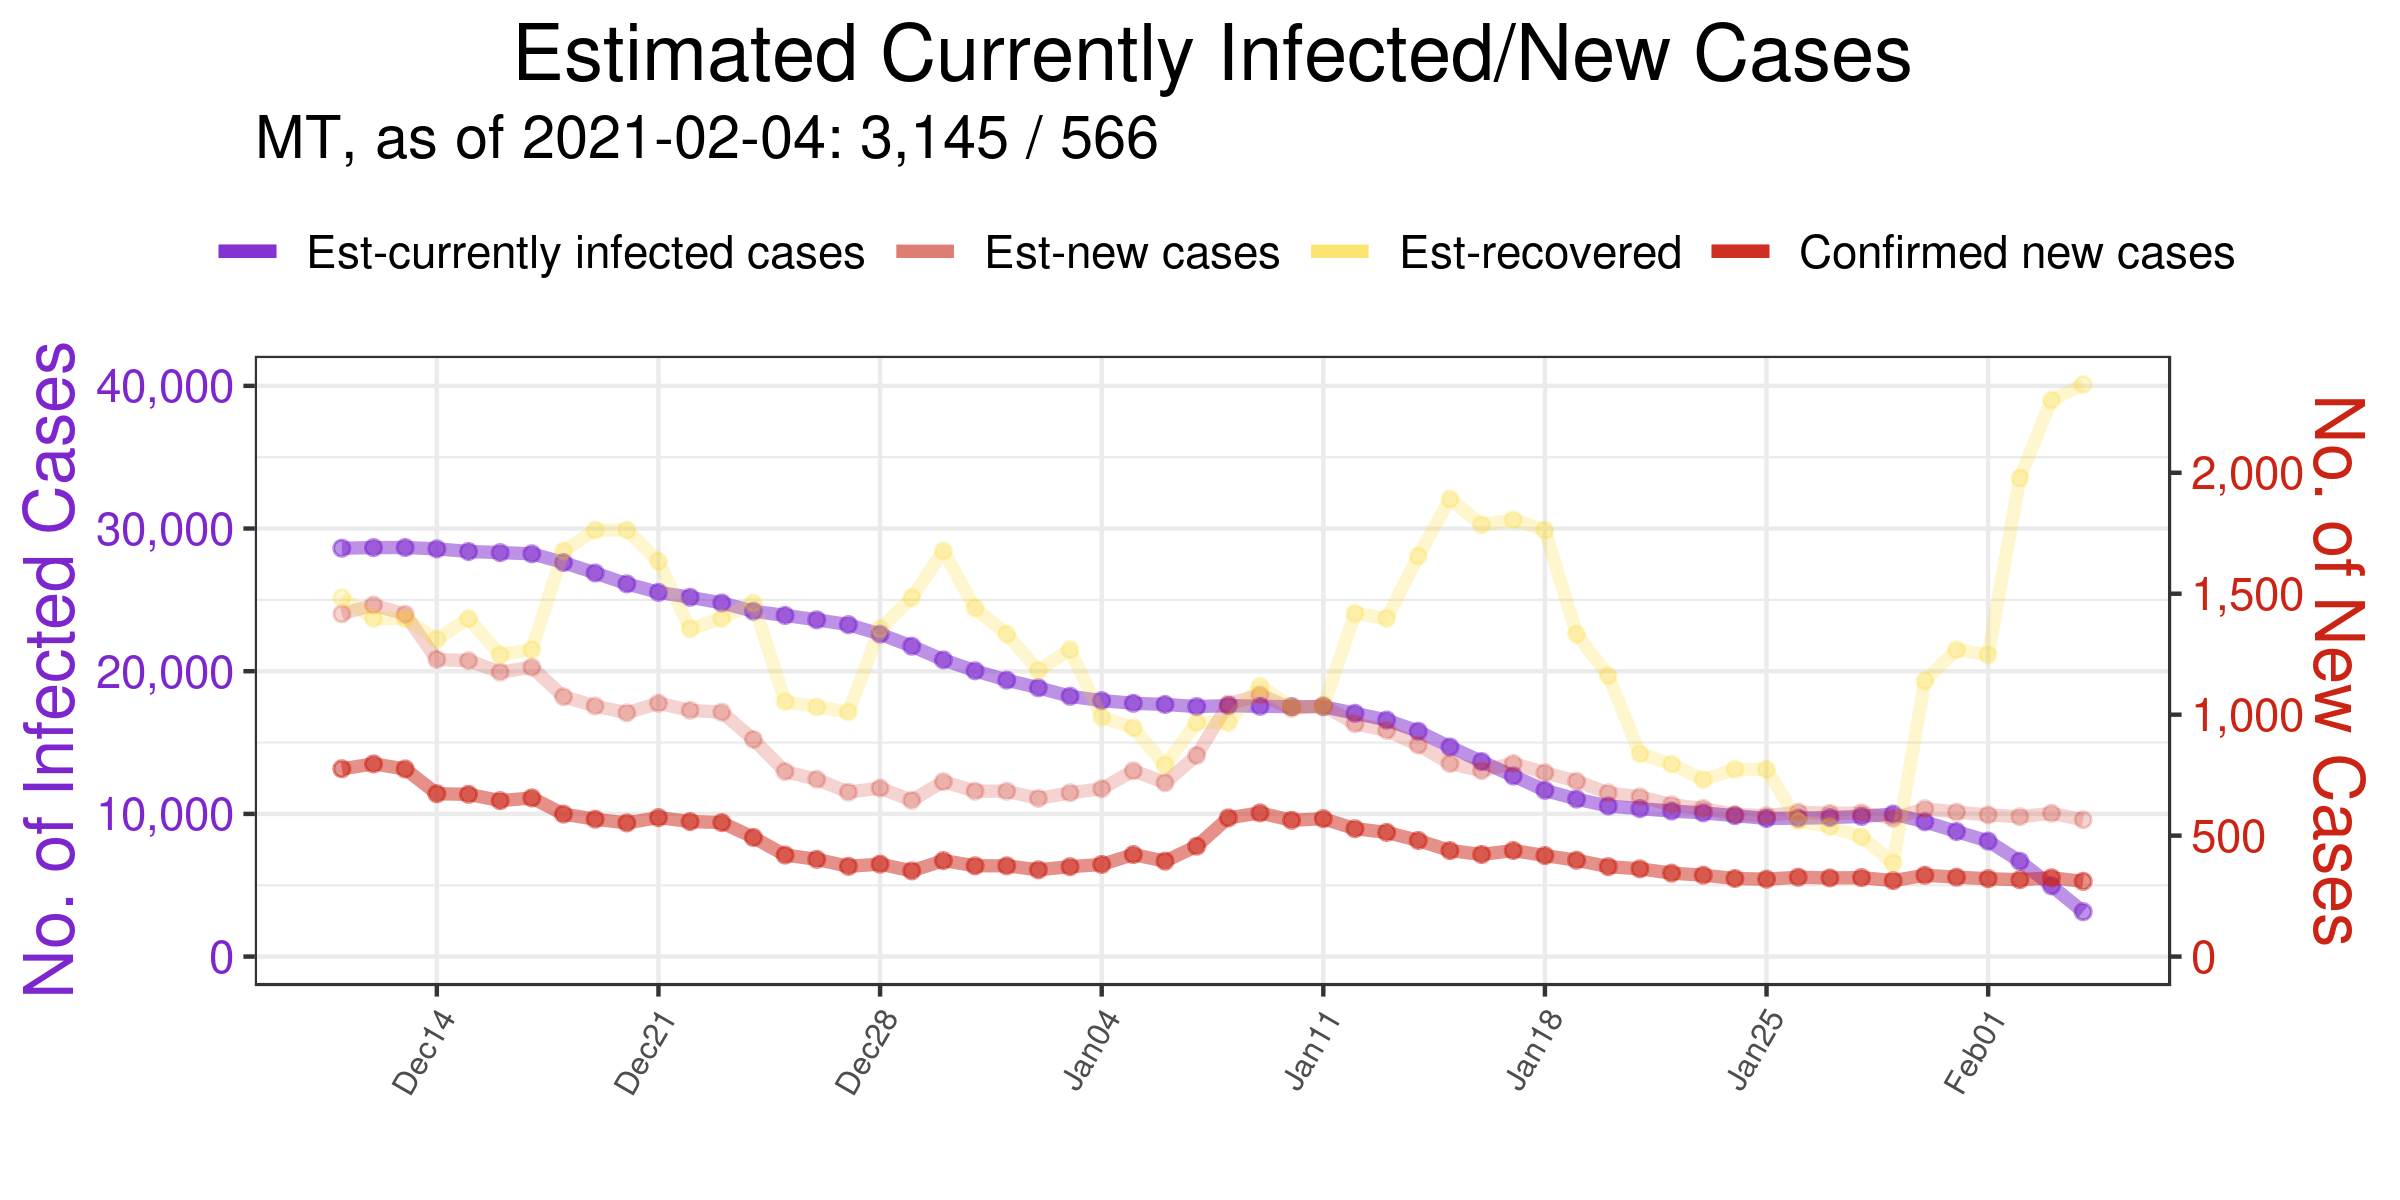 Estimated Currently Infected/New Cases
MT, as of 2021-02-04: 3,145 / 566
Est-currently infected cases Est-new cases Est-recovered Confirmed new cases
No. of Infected Cases
40,000
30,000
20,000
10,000
0
2,000
1,500
1,000
500
0
No. of New Cases
Dec14 Dec21 Dec28 Jan04 Jan11 Jan18 Jan25 Feb01